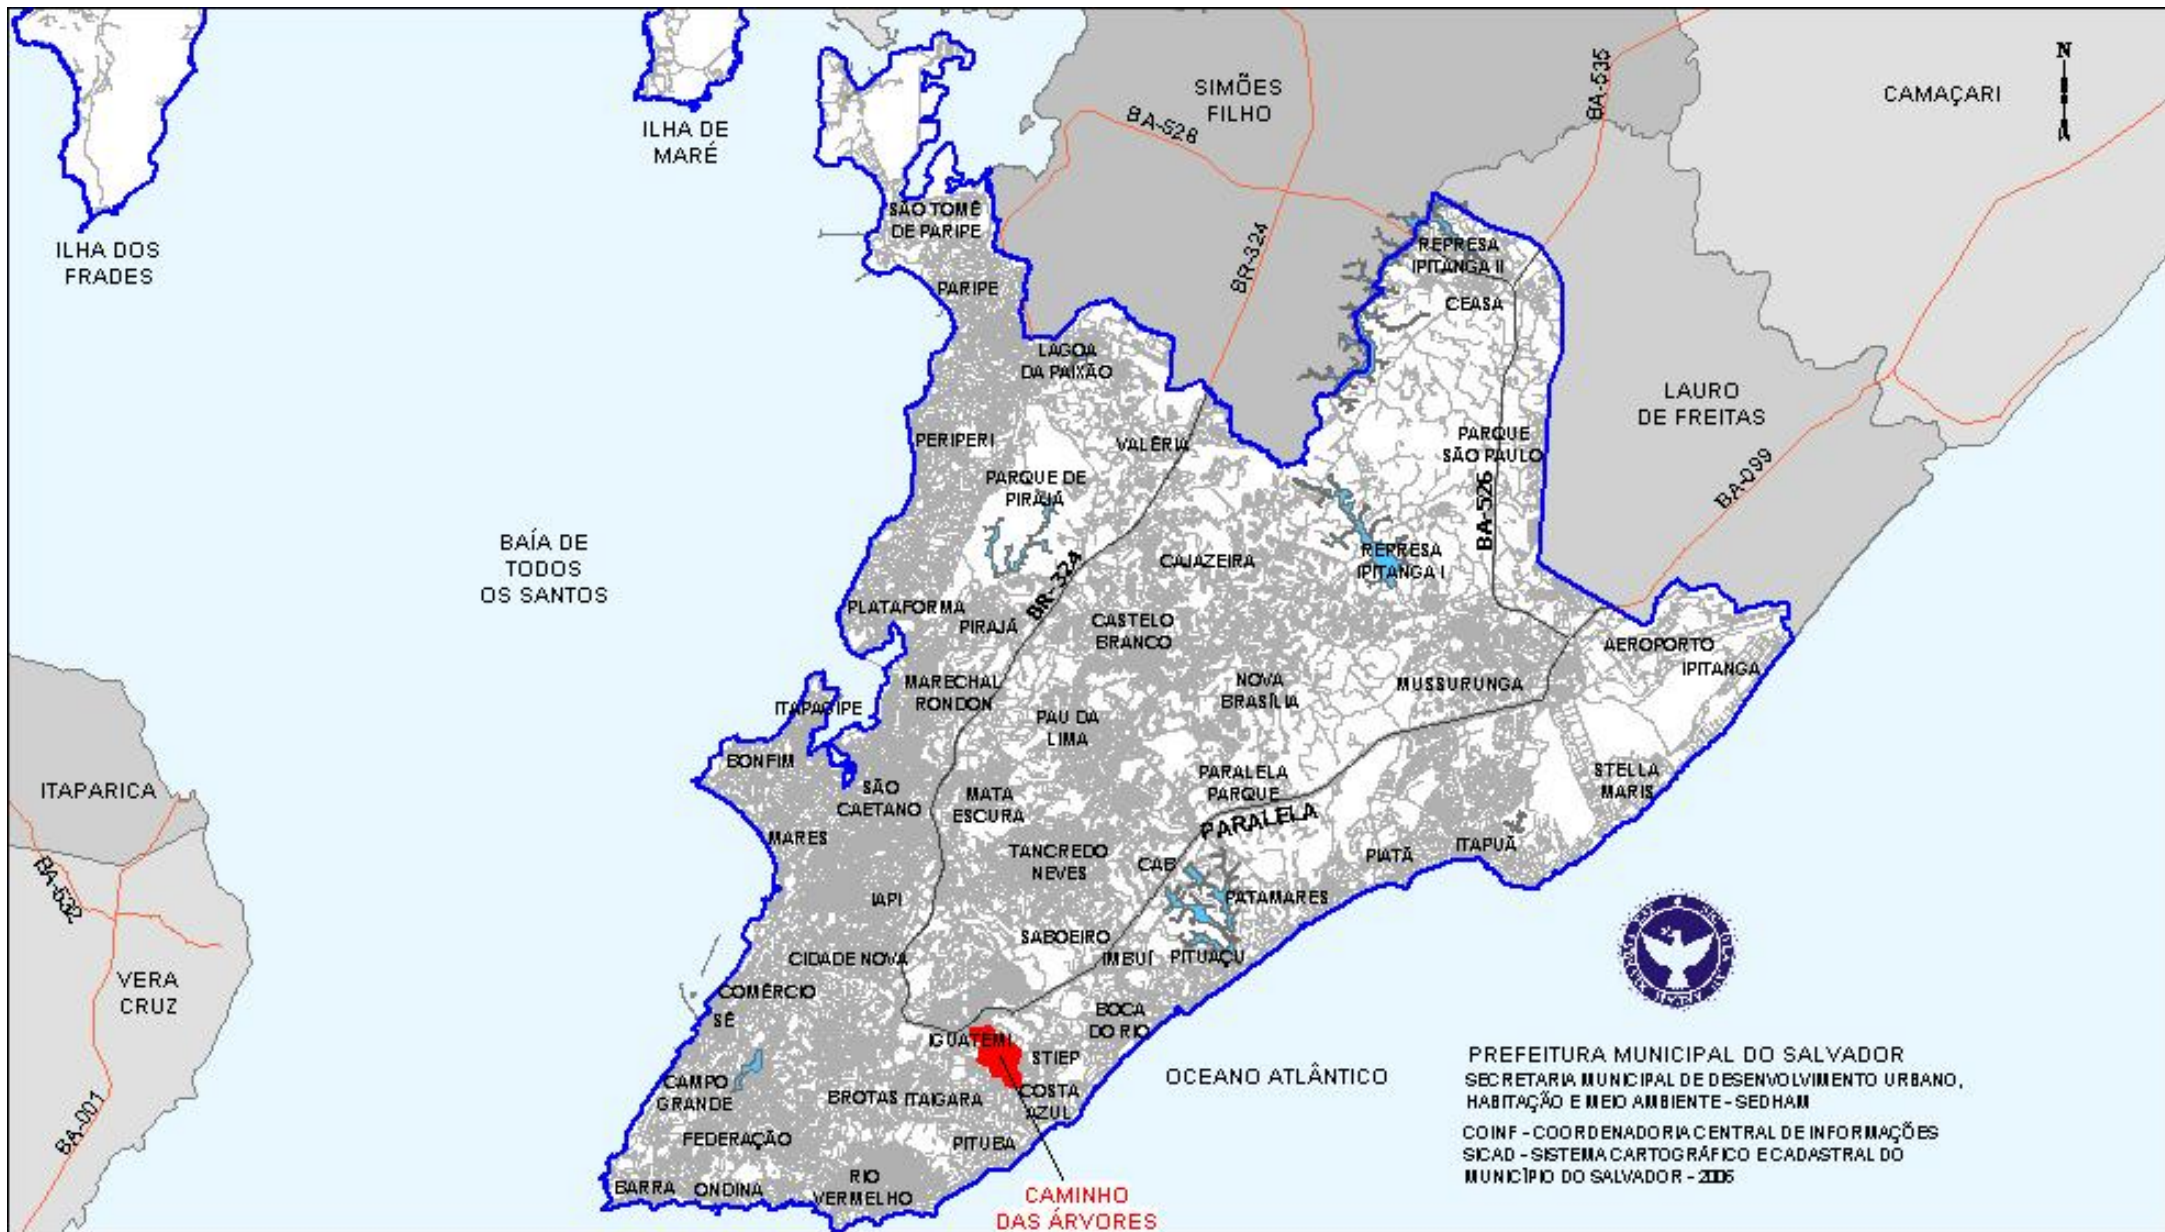 N
SIMÕES
FILHO
CAMAÇARI
BA-535
BA-528
ILHA DE
MARÉ
ILHA DOS
FRADES
SÃO TOMÉ
DE PARIPE
BR-324
REPRESA
IPITANGA II
CEASA
PARIPE
LAGOA
DA PAIXÃO
LAURO
DE FREITAS
PERIPERI
VALÉRIA
PARQUE
SÃO PAULO
BA-099
PARQUE DE
PIRAJÁ
BA-526
BAÍA DE
TODOS
OS SANTOS
CAJAZEIRA
REPRESA
IPITANGA I
BR-324
PLATAFORMA
PIRAJÁ
CASTELO
BRANCO
AEROPORTO
IPITANGA
MARECHAL
RONDON
NOVA
BRASÍLIA
MUSSURUNGA
ITAPAGIPE
PAU DA
LIMA
BONFIM
PARALELA
PARQUE
STELLA
MARIS
ITAPARICA
SÃO
CAETANO
MATA
ESCURA
PARALELA
MARES
TANCREDO
NEVES
CAB
PIATÃ
ITAPUÃ
BA-532
IAPI
PATAMARES
SABOEIRO
CIDADE NOVA
IMBUÍ
PITUAÇU
VERA
CRUZ
COMÉRCIO
SÉ
BOCA
DO RIO
IGUATEMI
STIEP
OCEANO ATLÂNTICO
CAMPO
GRANDE
BROTAS
ITAIGARA
COSTA
AZUL
BA-001
FEDERAÇÃO
PITUBA
BARRA
ONDINA
RIO
VERMELHO
CAMINHO
DAS ÁRVORES
PREFEITURA MUNICIPAL DO SALVADOR
SECRETARIA MUNICIPAL DE DESENVOLVIMENTO URBANO,
HABITAÇÃO E MEIO AMBIENTE - SEDHAM
COINF - COORDENADORIA CENTRAL DE INFORMAÇÕES
SICAD - SISTEMA CARTOGRÁFICO E CADASTRAL DO
MUNICÍPIO DO SALVADOR - 2006